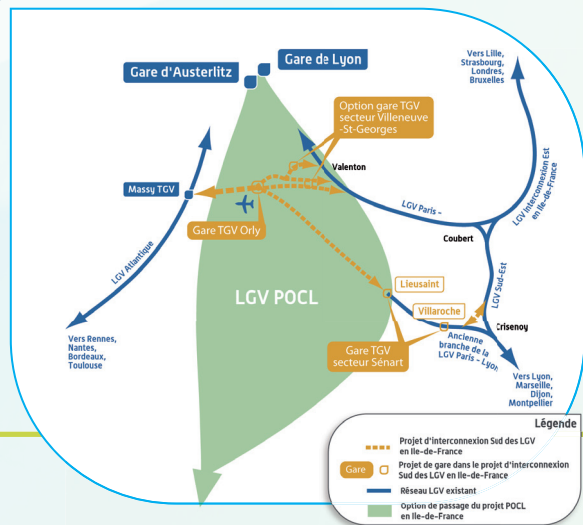 Gare de Lyon
Gare d'Austerlitz
Vers Lille,
Strasbourg,
Londres,
Bruxelles
Option gare TGV
secteur Villeneuve
-St-Georges
Valenton
LGV Interconnexion Est
en Ile-de-France
Massy TGV
LGV Paris -
Gare TGV Orly
Coubert
LGV Atlantique
LGV Sud-Est
LGV POCL
Lieusaint
Villaroche
Crisenoy
Vers Rennes,
Nantes,
Bordeaux,
Toulouse
Gare TGV
secteur Sénart
Ancienne
branche de la
LGV Paris - Lyon
Vers Lyon,
Marseille,
Dijon,
Montpellier
Légende
Projet d'interconnexion Sud des LGV
en Ile-de-France
Gare
Projet de gare dans le projet d'interconnexion
Sud des LGV en Ile-de-France
Réseau LGV existant
Option de passage du projet POCL
en Ile-de-France